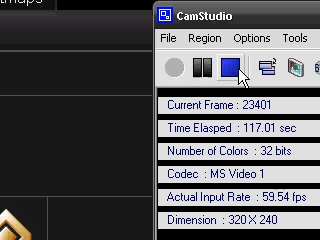 CamStudio
File Region Options Tools
Current Frame : 23401
Time Elasped : 117.01 sec
Number of Colors : 32 bits
Codec : MS Video 1
Actual Input Rate : 59.54 fps
Dimension : 320 X 240